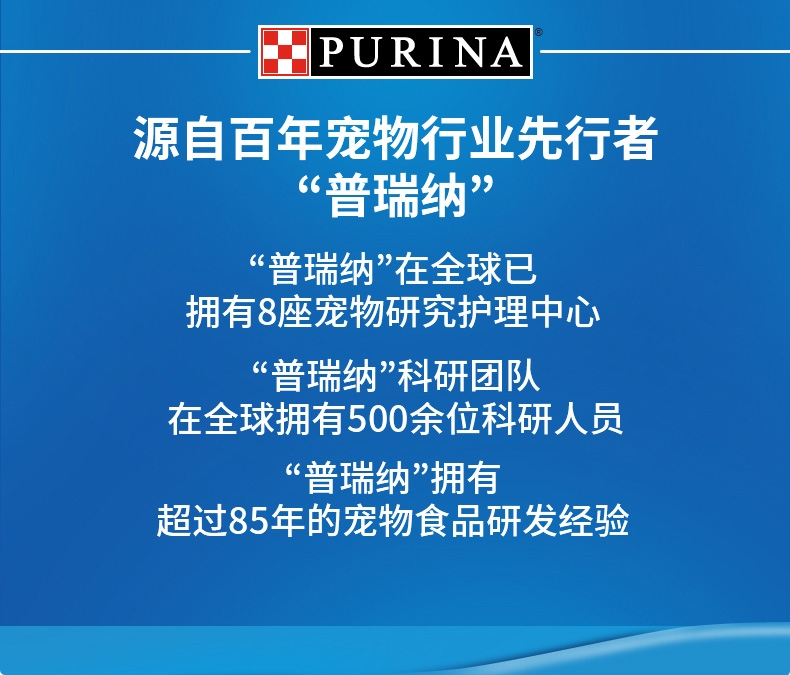 PURINA®
源自百年宠物行业先行者
“普瑞纳”
“普瑞纳”在全球已
拥有8座宠物研究护理中心
“普瑞纳”科研团队
在全球拥有500余位科研人员
“普瑞纳”拥有
超过85年的宠物食品研发经验